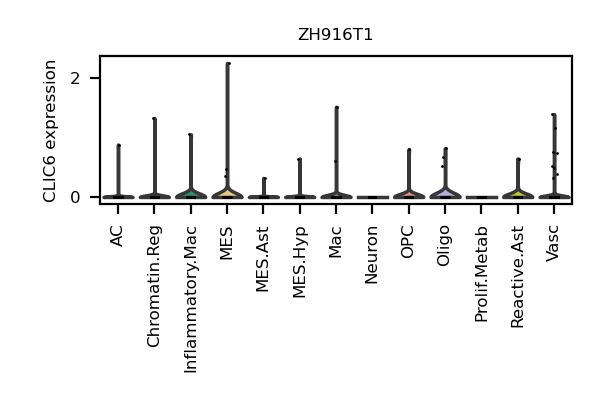 ZH916T1
CLIC6 expression
2
0
AC
Chromatin.Reg
Inflammatory.Mac
MES
MES.Ast
MES.Hyp
Mac
Neuron
OPC
Oligo
Prolif.Metab
Reactive.Ast
Vasc